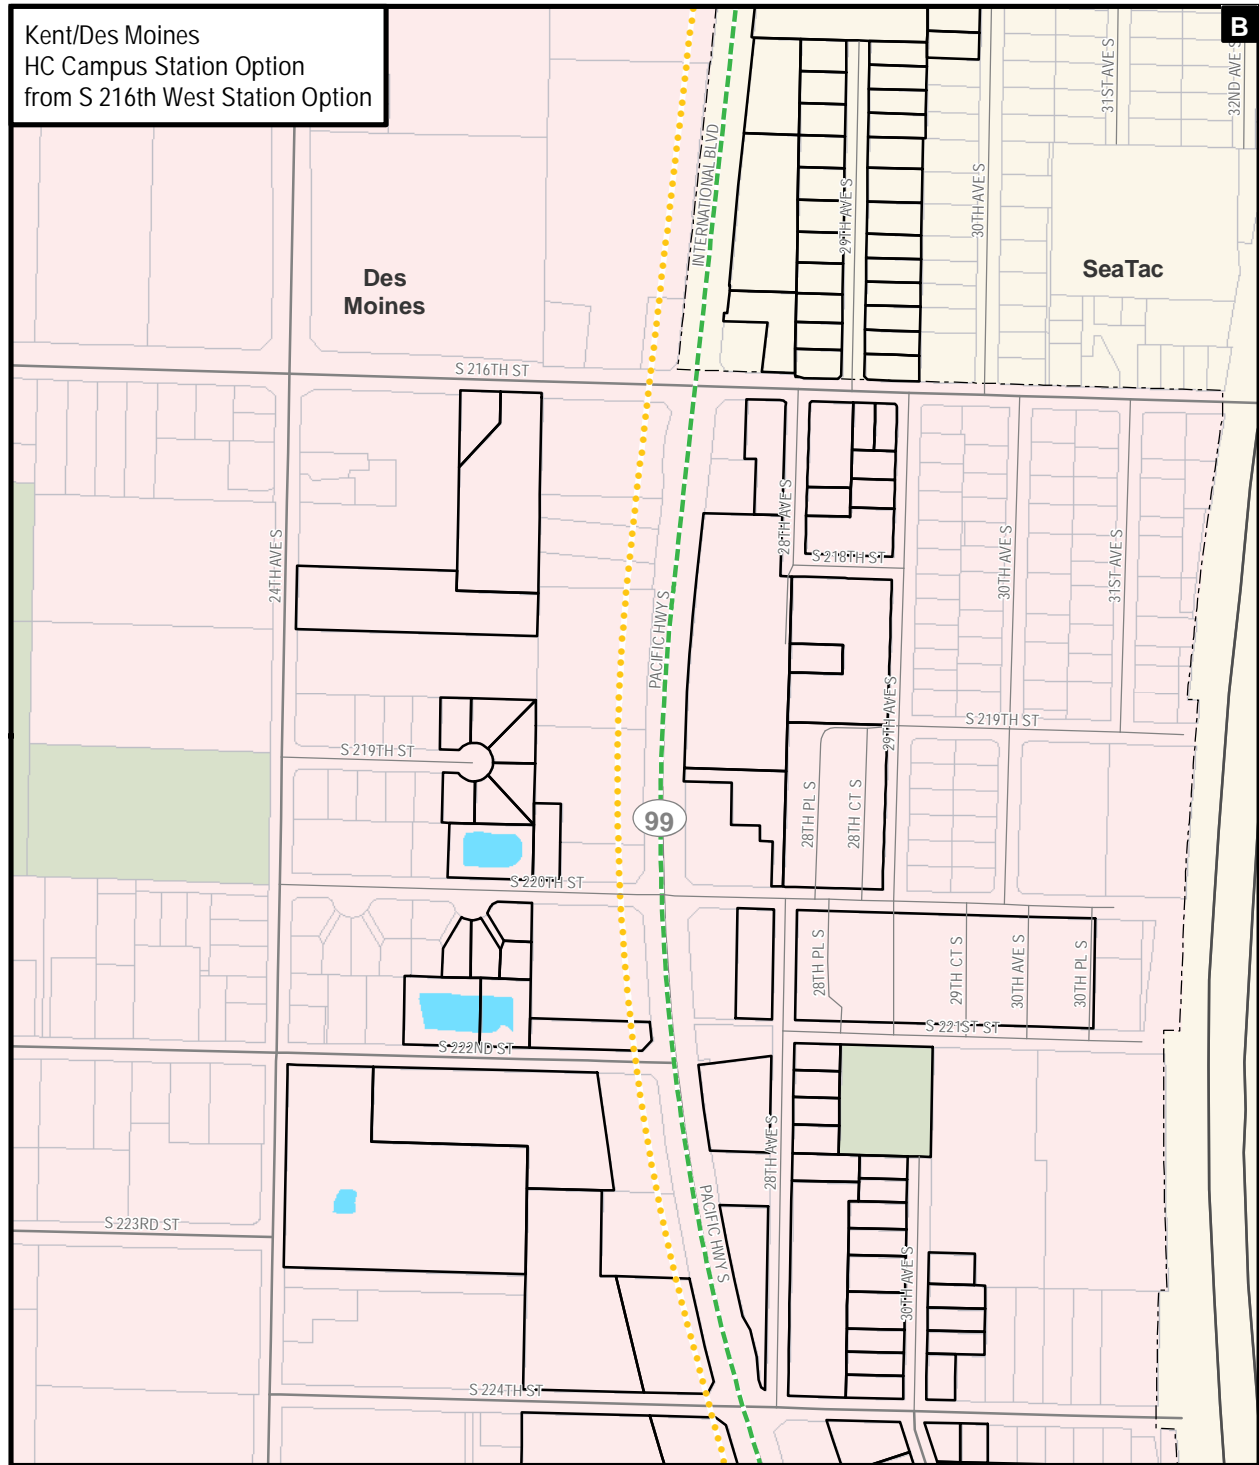 Kent/Des Moines
HC Campus Station Option
from S 216th West Station Option
B
31ST AVE S
32ND AVE S
INTERNATIONAL BLVD
29TH AVE S
30TH AVE S
Des
Moines
SeaTac
S 216TH ST
24TH AVE S
28TH AVE S
S 218TH ST
30TH AVE S
31ST AVE S
PACIFIC HWY S
29TH AVE S
S 219TH ST
S 219TH ST
28TH PL S
28TH CT S
99
S 220TH ST
28TH PL S
29TH CT S
30TH AVE S
30TH PL S
S 221ST ST
S 222ND ST
28TH AVE S
PACIFIC HWY S
S 223RD ST
30TH AVE S
S 224TH ST